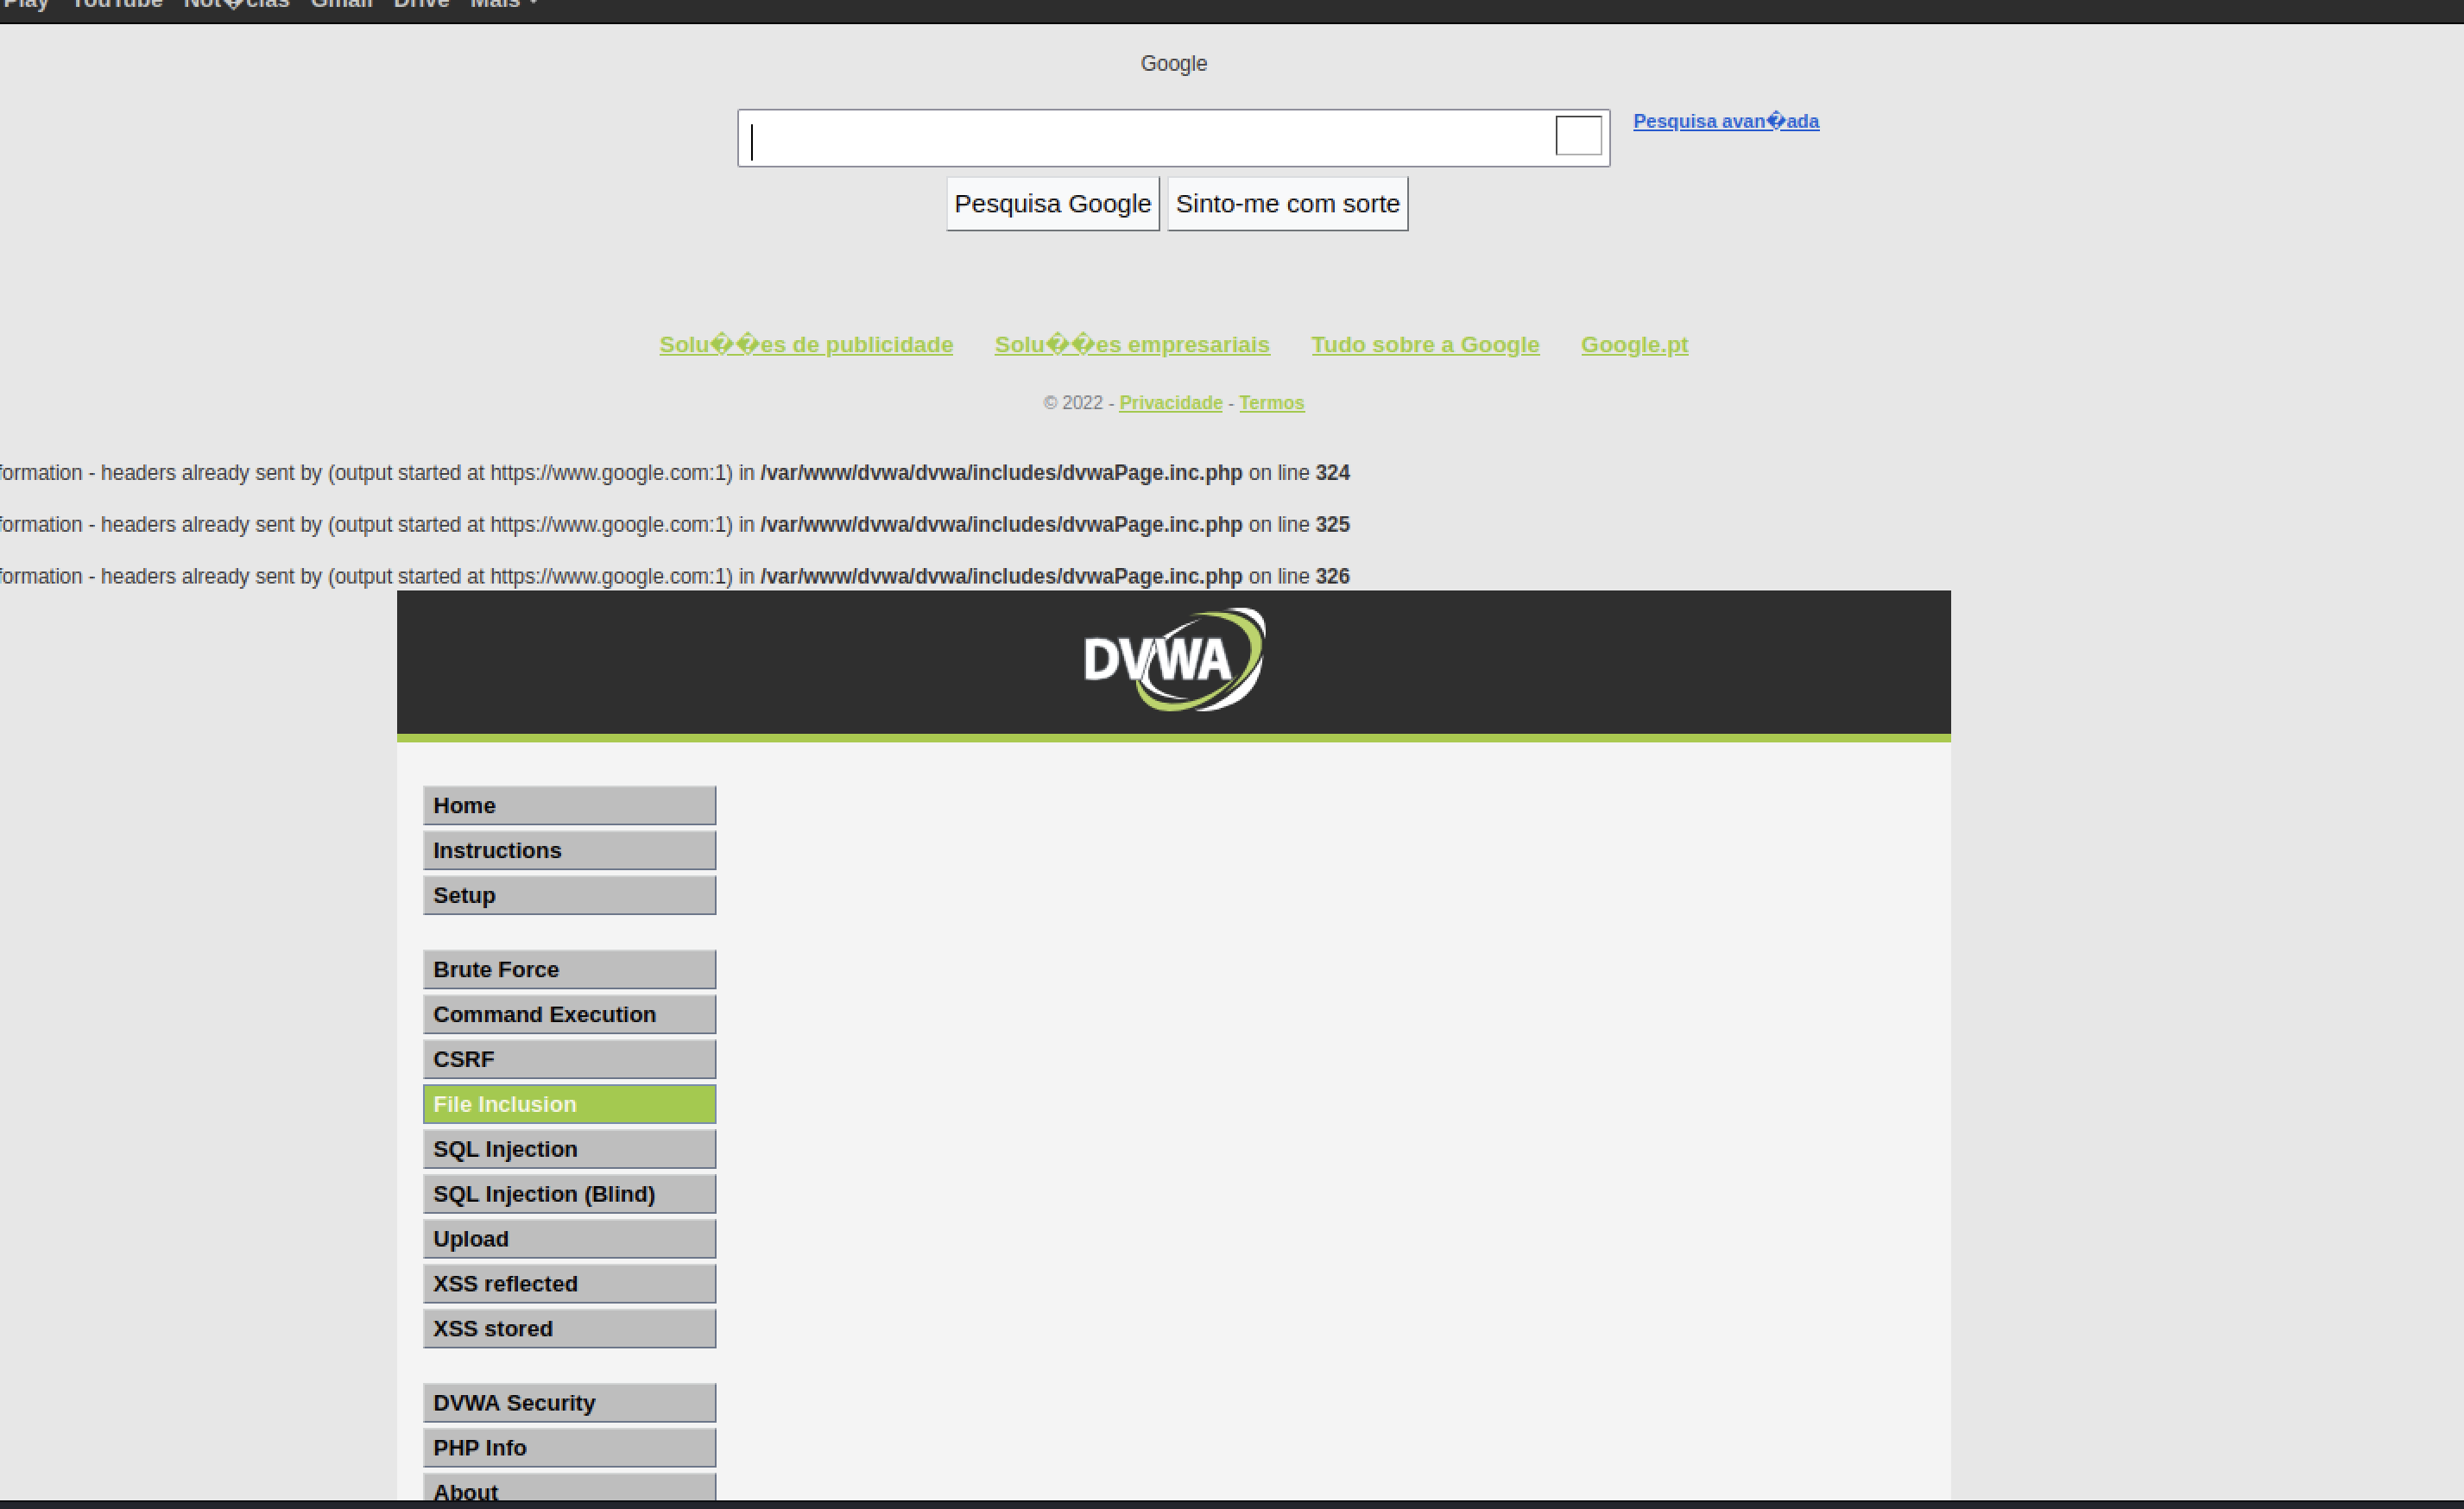 Play YouTube Not�cias Gmail Drive Mais
Google
Pesquisa avan�ada
Pesquisa Google Sinto-me com sorte
Solu��es de publicidade Solu��es empresariais Tudo sobre a Google Google.pt
© 2022 - Privacidade - Termos
formation - headers already sent by (output started at https://www.google.com:1) in /var/www/dvwa/dvwa/includes/dvwaPage.inc.php on line 324
formation - headers already sent by (output started at https://www.google.com:1) in /var/www/dvwa/dvwa/includes/dvwaPage.inc.php on line 325
formation - headers already sent by (output started at https://www.google.com:1) in /var/www/dvwa/dvwa/includes/dvwaPage.inc.php on line 326
DVWA
Home
Instructions
Setup
Brute Force
Command Execution
CSRF
File Inclusion
SQL Injection
SQL Injection (Blind)
Upload
XSS reflected
XSS stored
DVWA Security
PHP Info
About